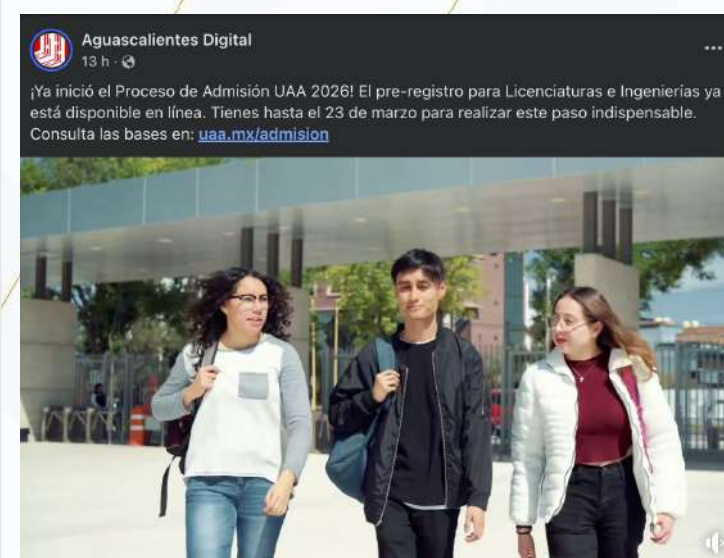 Aguascalientes Digital
13 h ·
¡Ya inició el Proceso de Admisión UAA 2026! El pre-registro para Licenciaturas e Ingenierías ya
está disponible en línea. Tienes hasta el 23 de marzo para realizar este paso indispensable.
Consulta las bases en: uaa.mx/admision